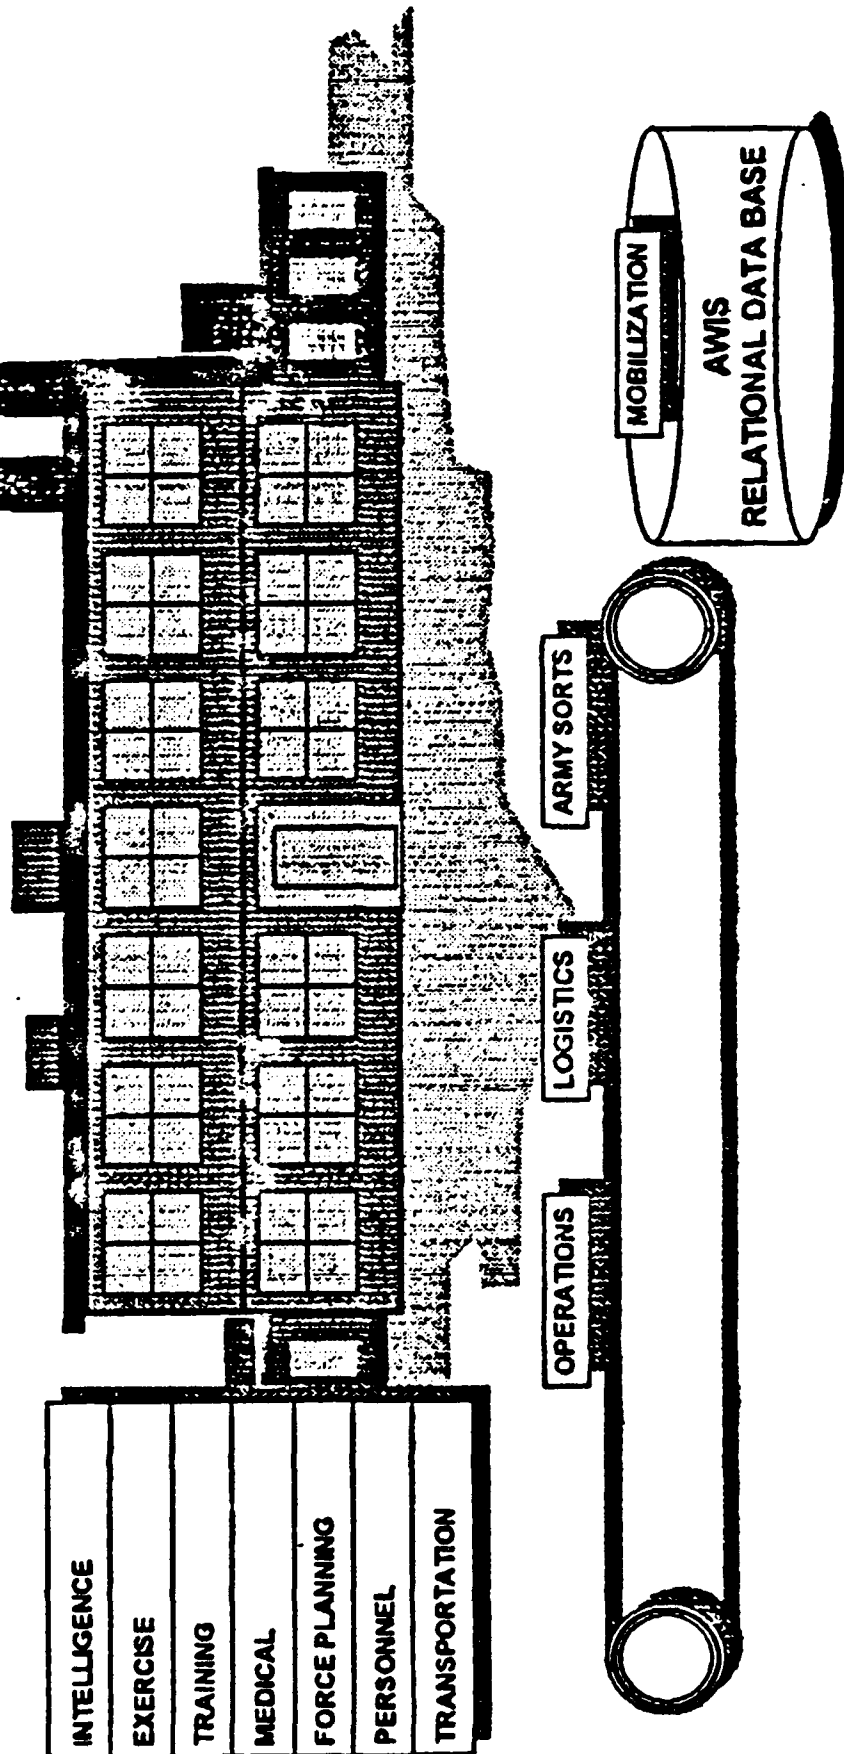 INTELLIGENCE
EXERCISE
TRAINING
MEDICAL
FORCE PLANNING
PERSONNEL
TRANSPORTATION
OPERATIONS
LOGISTICS
ARMY SORTS
MOBILIZATION
AWIS
RELATIONAL DATA BASE